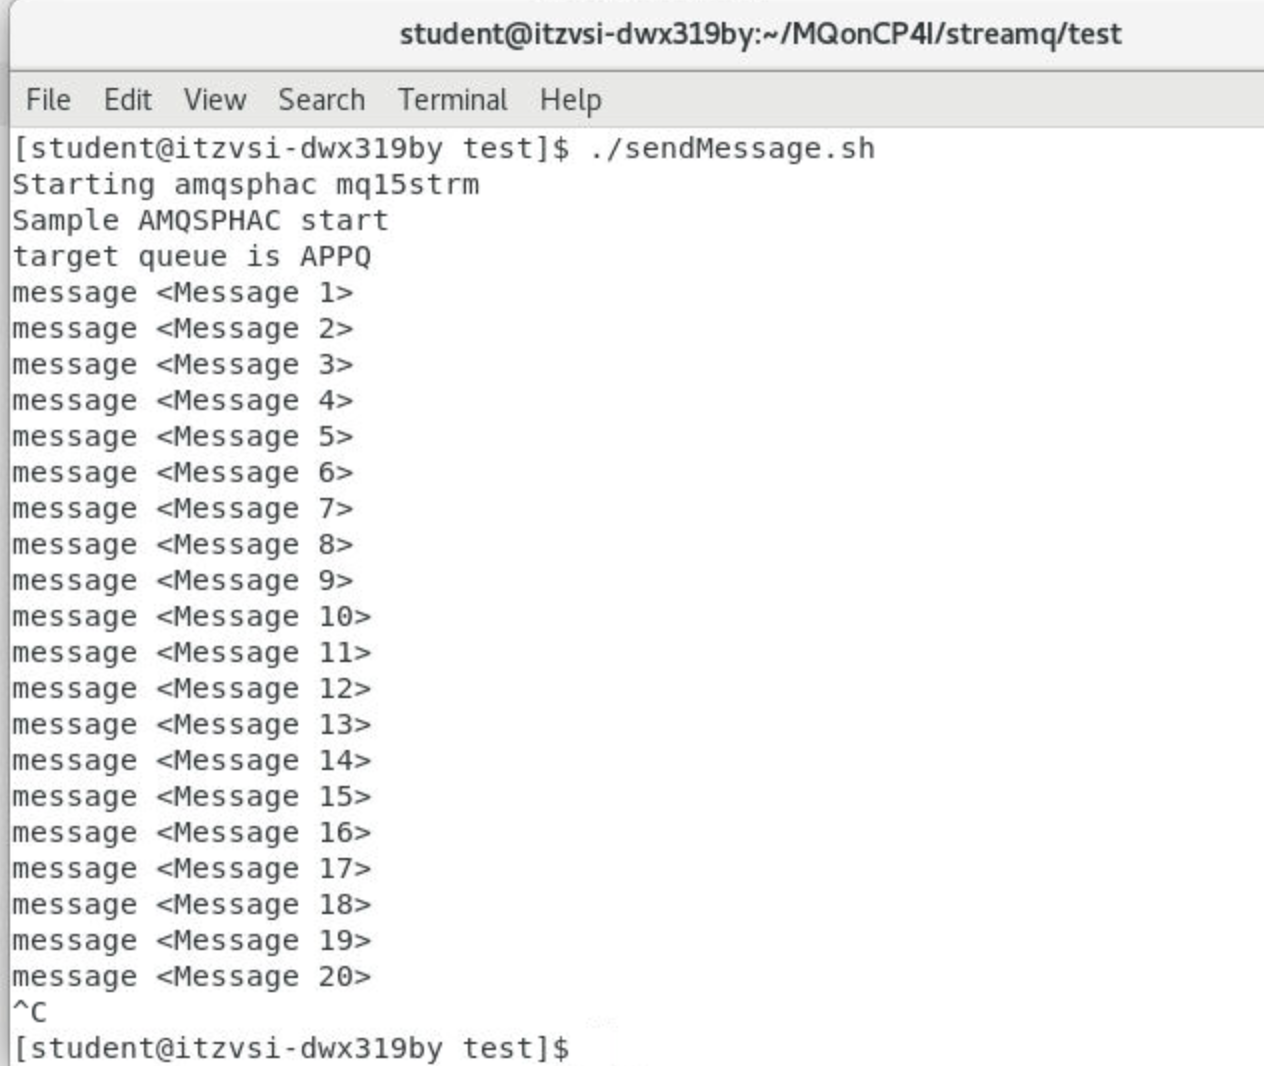 student@itzvsi-dwx319by:~/MQonCP4I/streamq/test
File Edit View Search Terminal Help
[student@itzvsi-dwx319by test]$ ./sendMessage.sh
Starting amqsphac mq15strm
Sample AMQSPHAC start
target queue is APPQ
message <Message 1>
message <Message 2>
message <Message 3>
message <Message 4>
message <Message 5>
message <Message 6>
message <Message 7>
message <Message 8>
message <Message 9>
message <Message 10>
message <Message 11>
message <Message 12>
message <Message 13>
message <Message 14>
message <Message 15>
message <Message 16>
message <Message 17>
message <Message 18>
message <Message 19>
message <Message 20>
^C
[student@itzvsi-dwx319by test]$